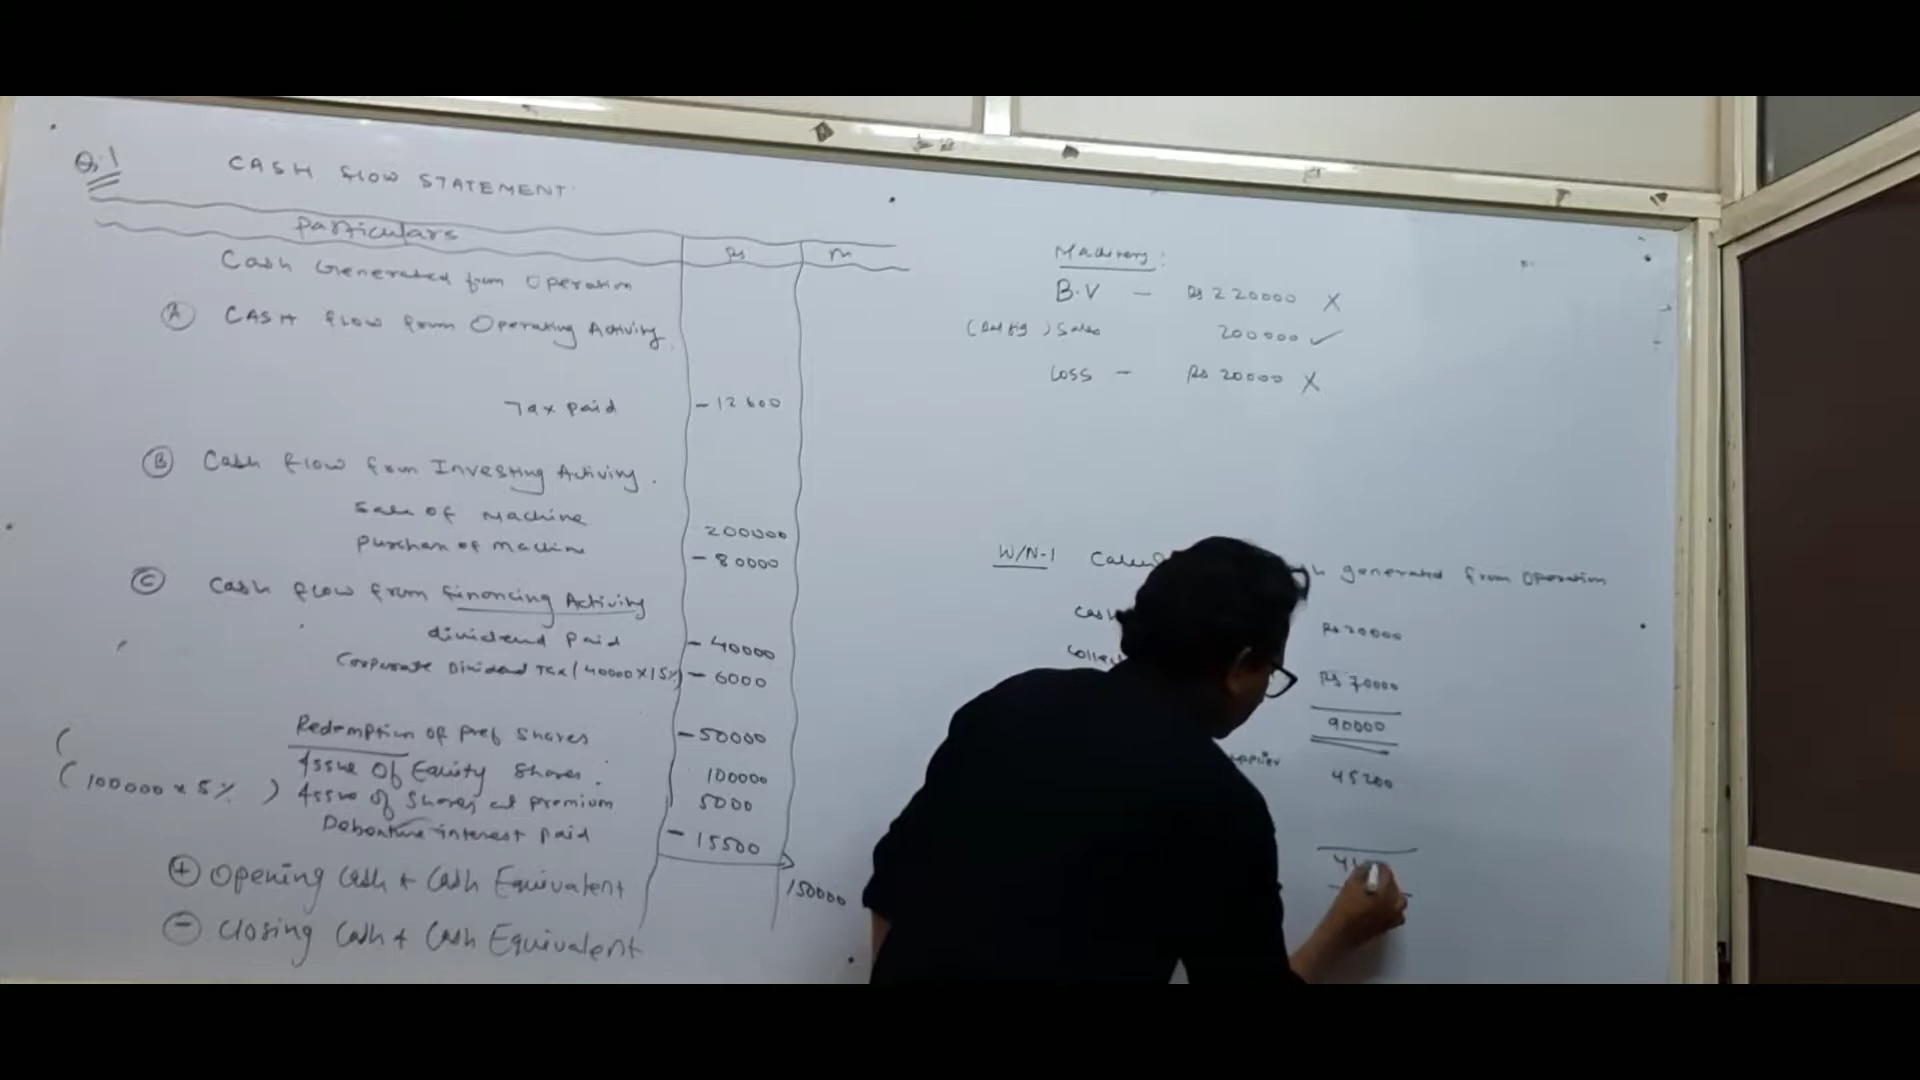 Q.1
CASH FLOW STATEMENT
Particulars Rs
Cash Generated from Operation
(A) CASH flow from Operating Activity
Tax paid - 12600
(B) Cash flow from Investing Activity.
Sale of Machine 200000
Purchase of Machine - 80000
(C) Cash flow from financing Activity
dividend Paid - 40000
Corporate Dividend Tax (40000 x 15%) - 6000
Redemption of Pref Shares - 50000
Issue of Equity Shares. 100000
(100000 x 5%) Issue of Shares at premium 5000
Debenture interest Paid - 15500
150000
(+) Opening Cash + Cash Equivalent
(-) Closing Cash + Cash Equivalent
Machinery:
B.V - Rs 220000 X
(Bal fig) Sales 200000 ✓
Loss - Rs 20000 X
W/N-1 generated from operation
Cash Rs 20000
Rs 70000
90000
45200